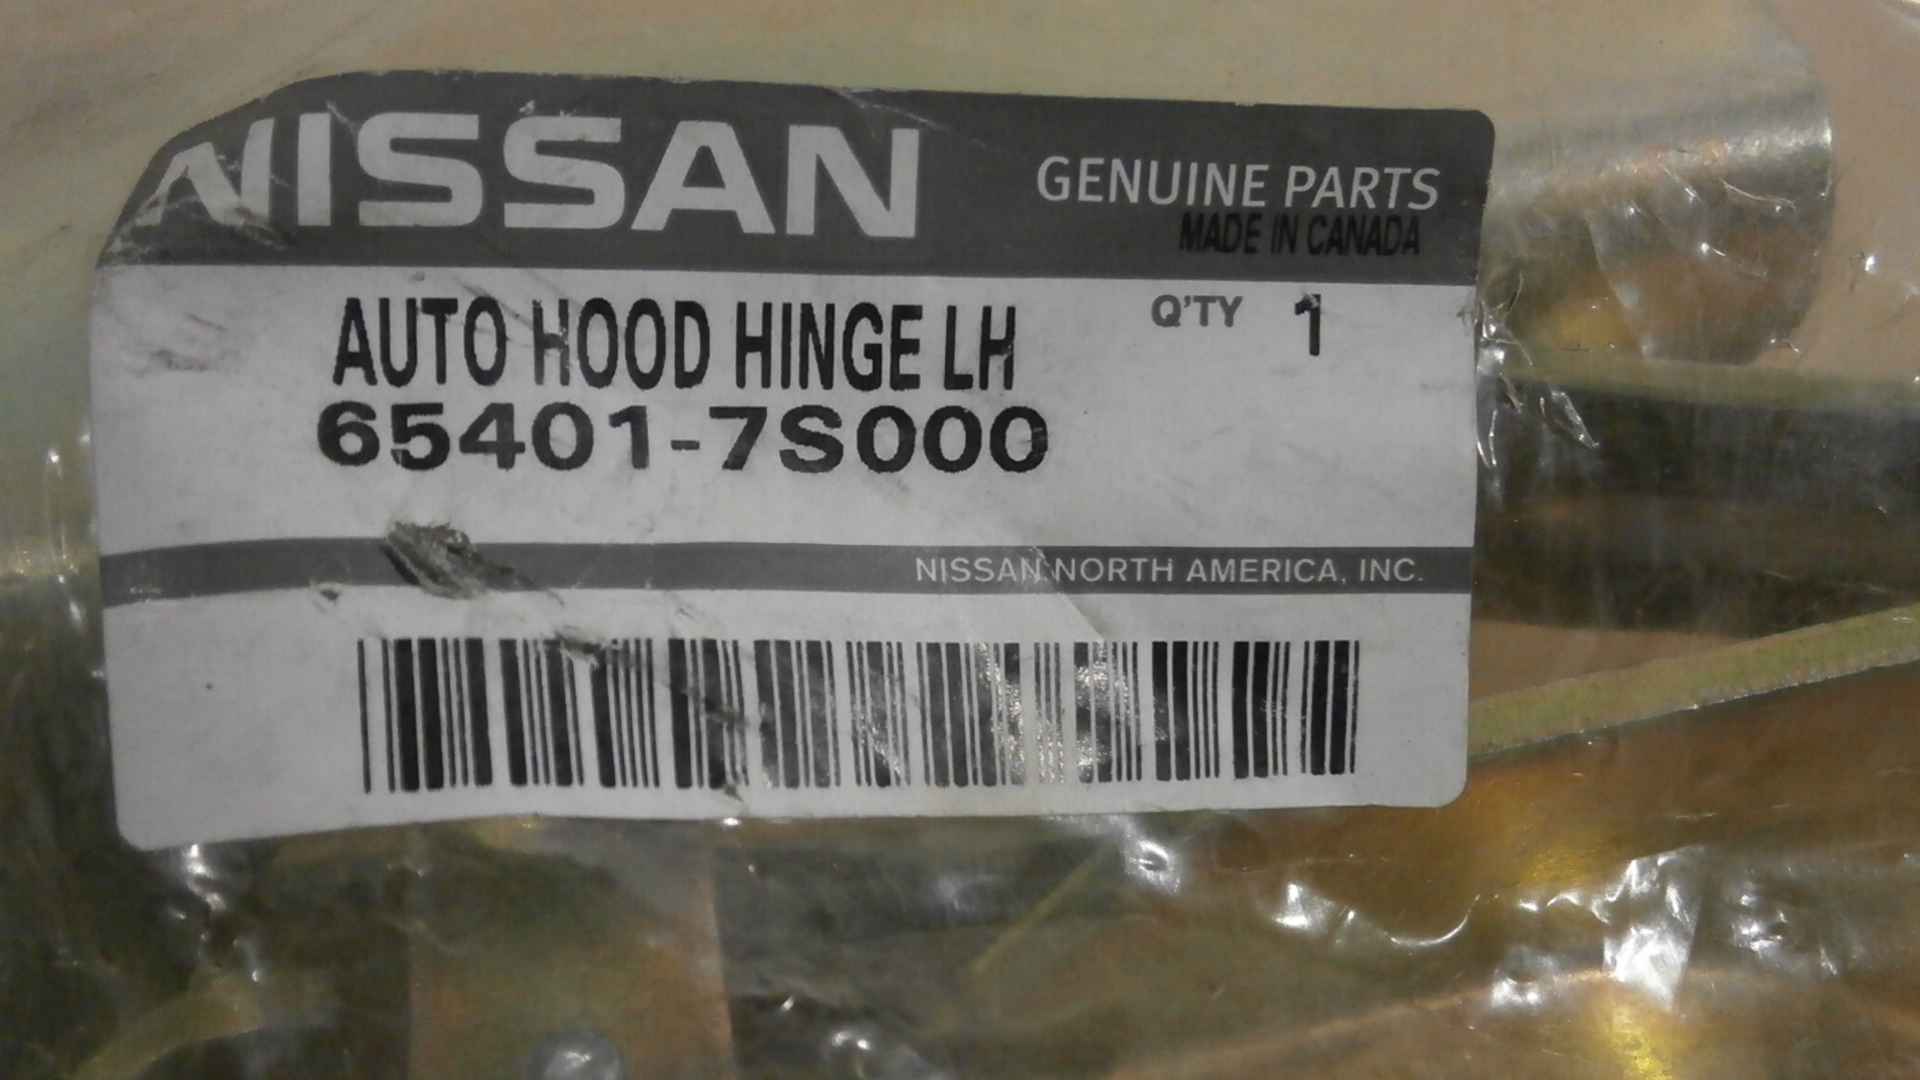 NISSAN
GENUINE PARTS
MADE IN CANADA
AUTO HOOD HINGE LH
Q'TY 1
65401-7S000
NISSAN NORTH AMERICA, INC.